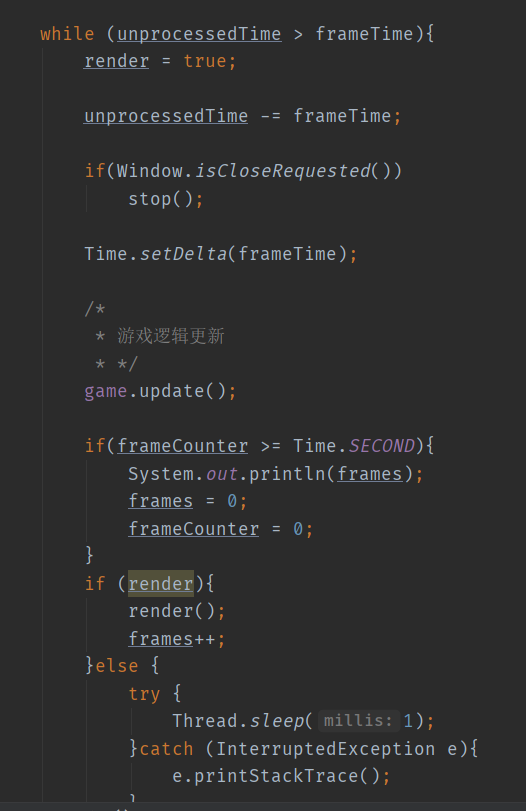 while (unprocessedTime > frameTime){
render = true;
unprocessedTime -= frameTime;
if(Window.isCloseRequested())
stop();
Time.setDelta(frameTime);
/*
* 游戏逻辑更新
* */
game.update();
if(frameCounter >= Time.SECOND){
System.out.println(frames);
frames = 0;
frameCounter = 0;
}
if (render){
render();
frames++;
}else {
try {
Thread.sleep( millis: 1);
}catch (InterruptedException e){
e.printStackTrace();
}